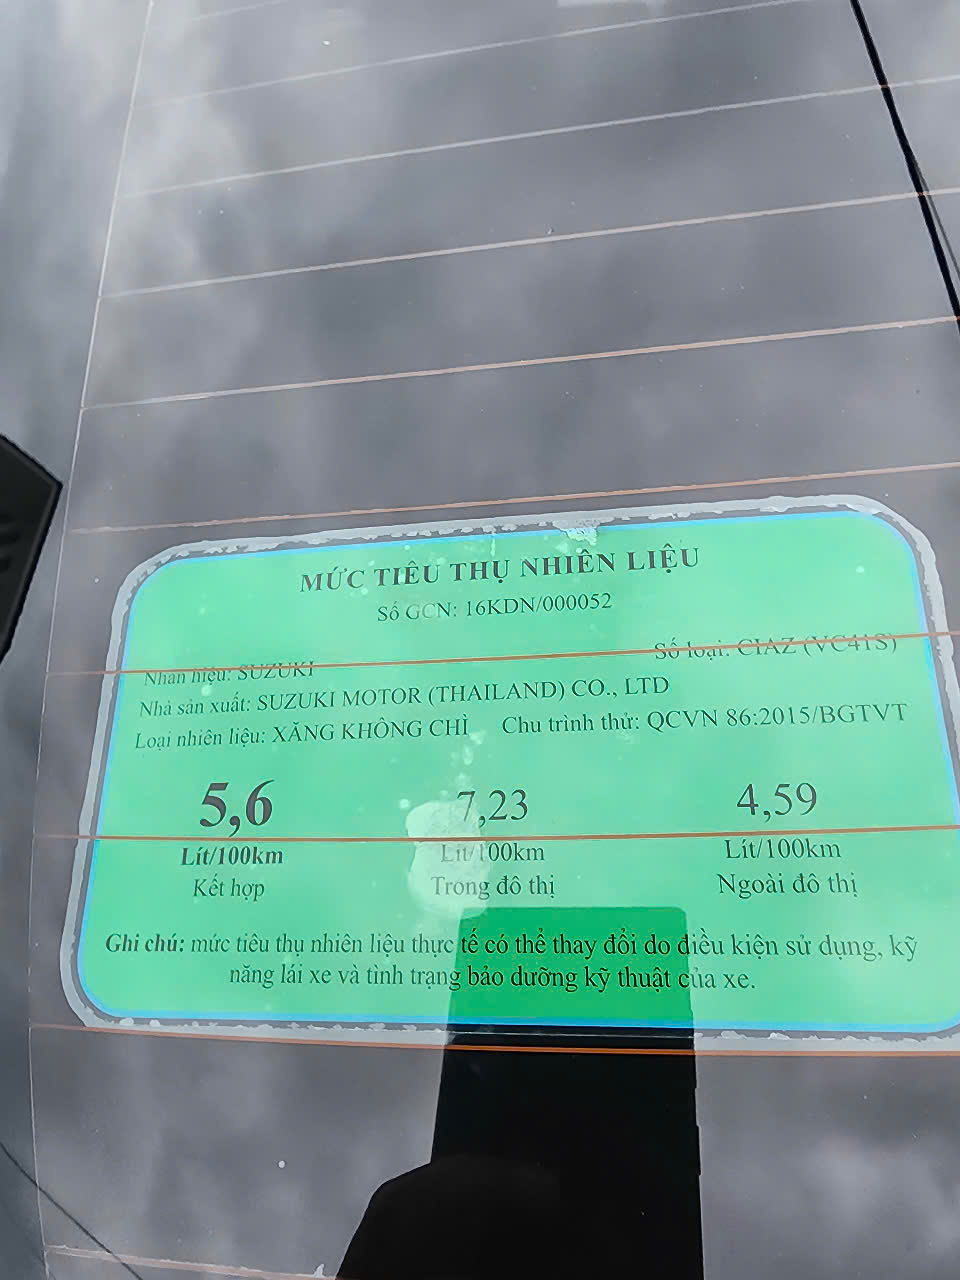 MỨC TIÊU THỤ NHIÊN LIỆU
Số GCN: 16KDN/000052
Nhãn hiệu: SUZUKI Số loại: CIAZ (VC41S)
Nhà sản xuất: SUZUKI MOTOR (THAILAND) CO., LTD
Loại nhiên liệu: XĂNG KHÔNG CHÌ Chu trình thử: QCVN 86:2015/BGTVT
5,6 7,23 4,59
Lít/100km Lít/100km Lít/100km
Kết hợp Trong đô thị Ngoài đô thị
Ghi chú: mức tiêu thụ nhiên liệu thực tế có thể thay đổi do điều kiện sử dụng, kỹ
năng lái xe và tình trạng bảo dưỡng kỹ thuật của xe.